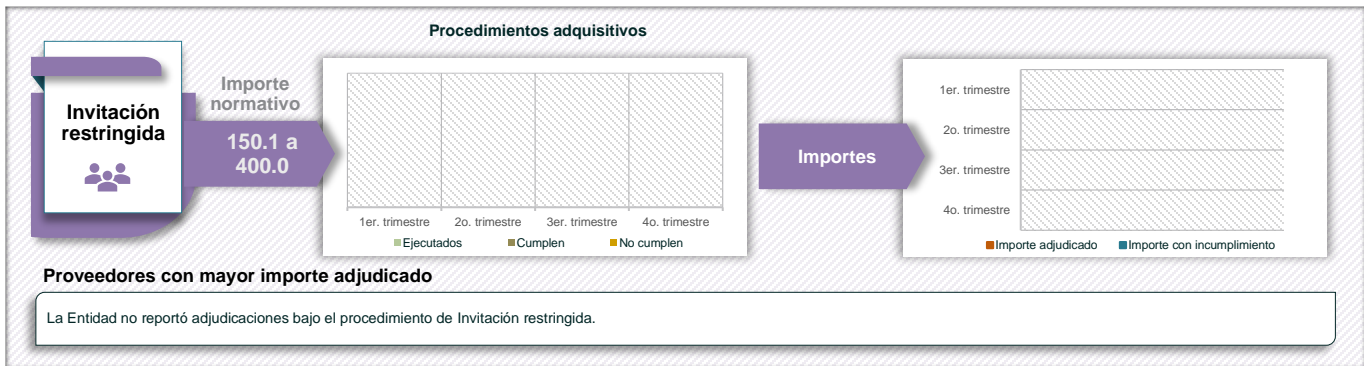 Procedimientos adquisitivos
Invitación
restringida
Importe
normativo
150.1 a
400.0
1er. trimestre
2o. trimestre
3er. trimestre
4o. trimestre
Ejecutados
Cumplen
No cumplen
Importes
1er. trimestre
2o. trimestre
3er. trimestre
4o. trimestre
Importe adjudicado
Importe con incumplimiento
Proveedores con mayor importe adjudicado
La Entidad no reportó adjudicaciones bajo el procedimiento de Invitación restringida.